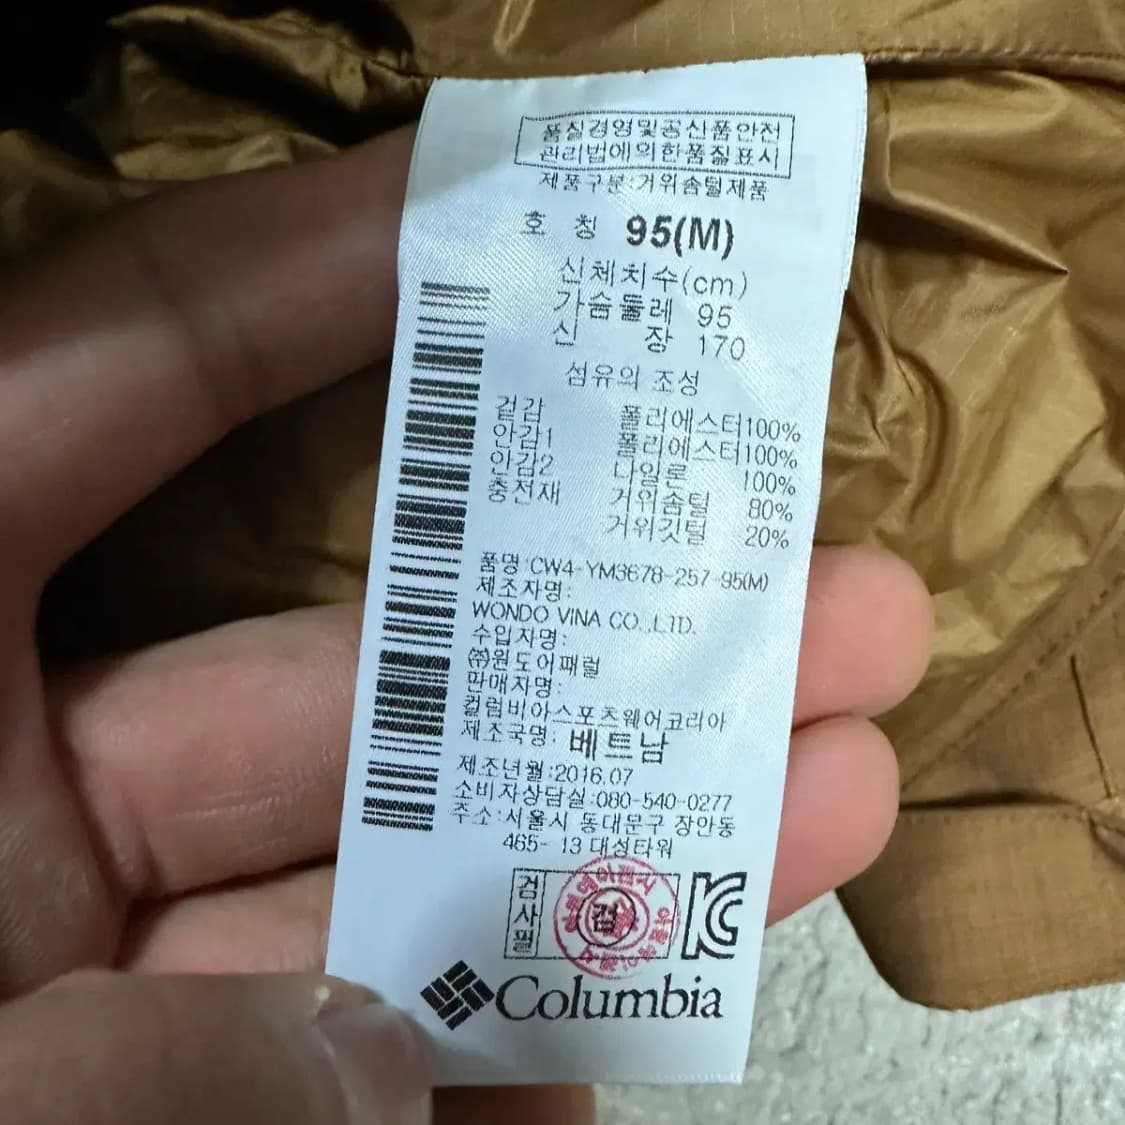 품질경영및공산품안전
관리법에의한품질표시
제품구분:거위솜털제품
호 칭 95(M)
신체치수(cm)
가슴둘레 95
신 장 170
섬유의 조성
겉감 폴리에스터100%
안감1 폴리에스터100%
안감2 나일론 100%
충전재 거위솜털 80%
거위깃털 20%
품명:CW4-YM3678-257-95(M)
제조자명:
WONDO VINA CO.,LTD.
수입자명:
㈜원도어패럴
판매자명:
컬럼비아스포츠웨어코리아
제조국명: 베트남
제조년월:2016.07
소비자상담실:080-540-0277
주소:서울시 동대문구 장안동
465-13 대성타워
검사필
검
KC
Columbia